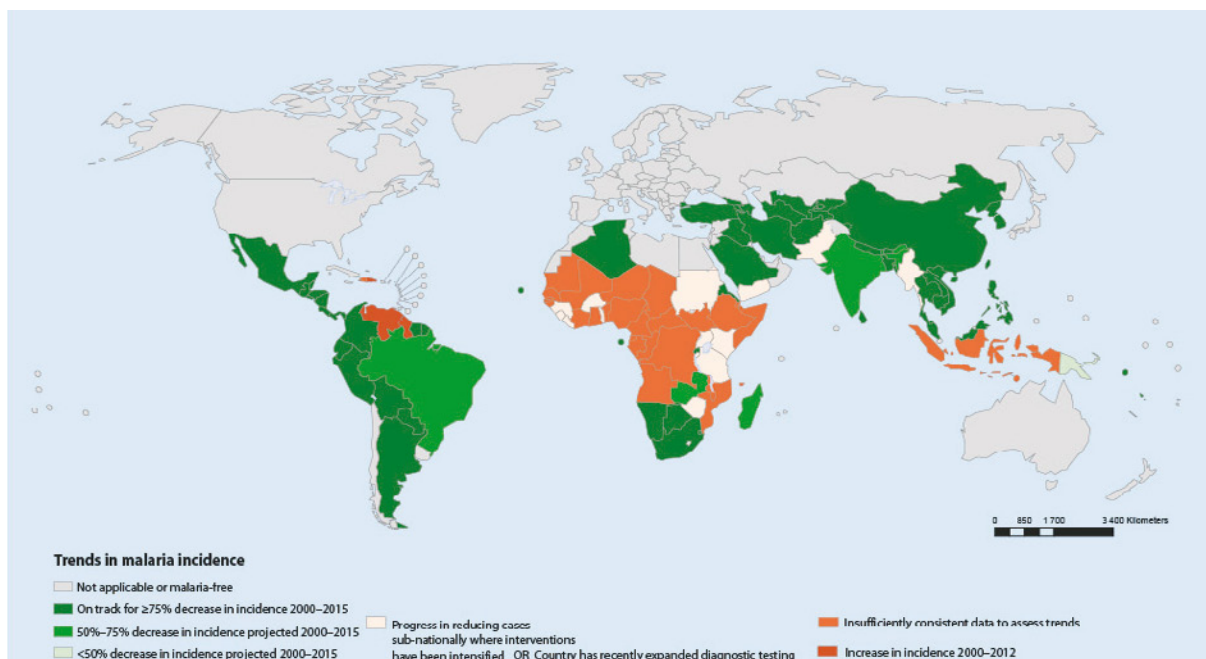 0 850 1 700 3 400 Kilometers
Trends in malaria incidence
Not applicable or malaria-free
On track for ≥75% decrease in incidence 2000–2015
50%–75% decrease in incidence projected 2000–2015
<50% decrease in incidence projected 2000–2015
Progress in reducing cases
sub-nationally where interventions
have been intensified OR Country has recently expanded diagnostic testing
Insufficiently consistent data to assess trends
Increase in incidence 2000–2012